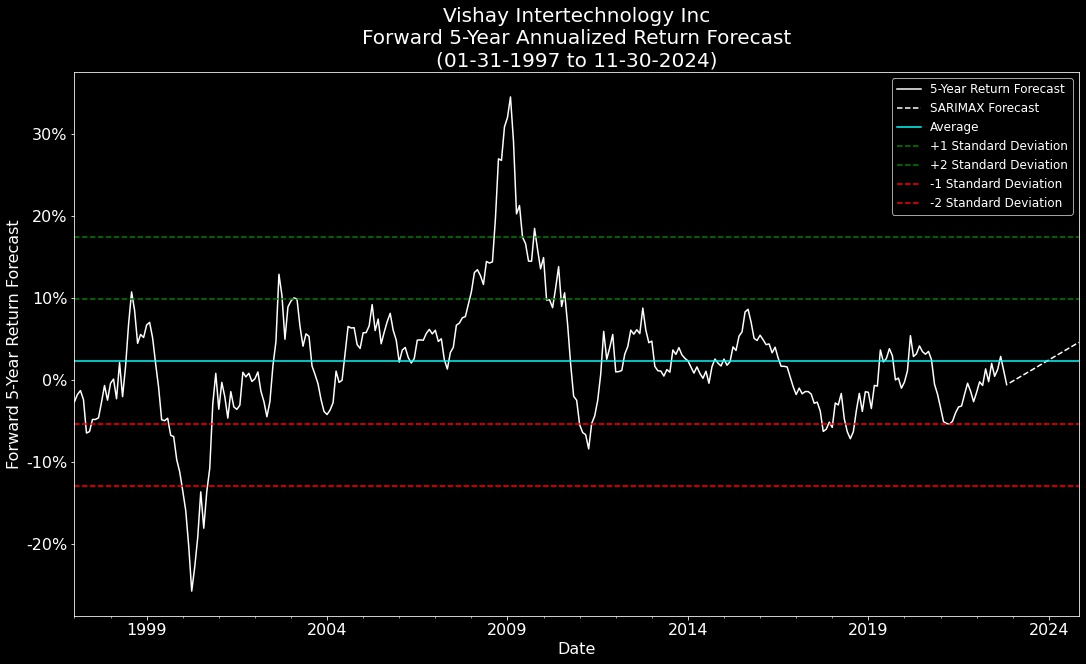 Vishay Intertechnology Inc
Forward 5-Year Annualized Return Forecast
(01-31-1997 to 11-30-2024)
5-Year Return Forecast
SARIMAX Forecast
Average
+1 Standard Deviation
+2 Standard Deviation
-1 Standard Deviation
-2 Standard Deviation
Forward 5-Year Return Forecast
30%
20%
10%
0%
-10%
-20%
1999
2004
2009
2014
2019
2024
Date